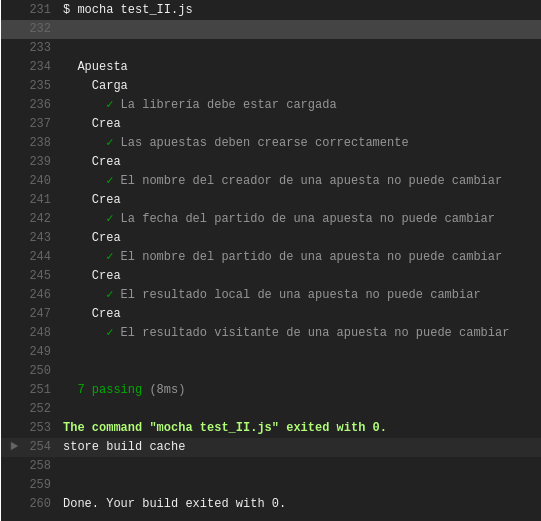 231 $ mocha test_II.js
232
233
234 Apuesta
235 Carga
236 ✓ La librería debe estar cargada
237 Crea
238 ✓ Las apuestas deben crearse correctamente
239 Crea
240 ✓ El nombre del creador de una apuesta no puede cambiar
241 Crea
242 ✓ La fecha del partido de una apuesta no puede cambiar
243 Crea
244 ✓ El nombre del partido de una apuesta no puede cambiar
245 Crea
246 ✓ El resultado local de una apuesta no puede cambiar
247 Crea
248 ✓ El resultado visitante de una apuesta no puede cambiar
249
250
251 7 passing (8ms)
252
253 The command "mocha test_II.js" exited with 0.
254 store build cache
258
259
260 Done. Your build exited with 0.